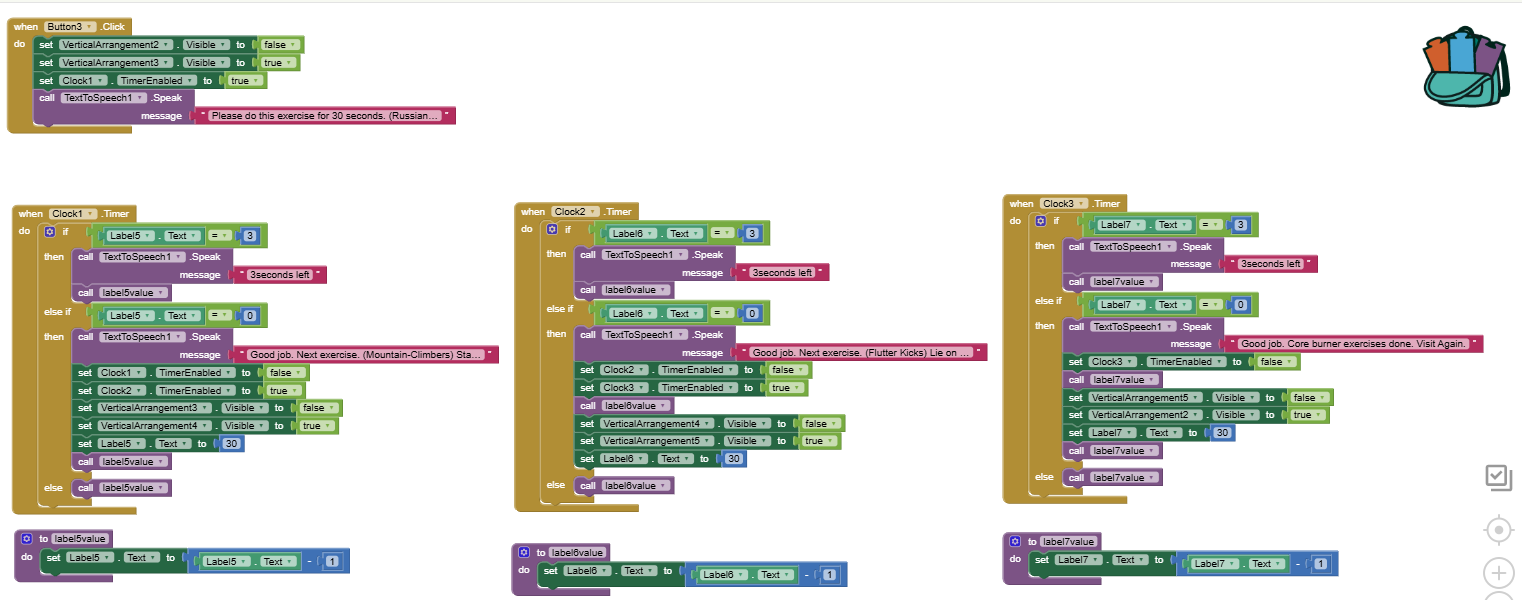 when Button3 .Click
do set VerticalArrangement2 . Visible to false
set VerticalArrangement3 . Visible to true
set Clock1 . TimerEnabled to true
call TextToSpeech1 .Speak
message " Please do this exercise for 30 seconds. (Russian... "
when Clock1 .Timer
do if Label5 . Text = 3
then call TextToSpeech1 .Speak
message " 3seconds left "
call label5value
else if Label5 . Text = 0
then call TextToSpeech1 .Speak
message " Good job. Next exercise. (Mountain-Climbers) Sta... "
set Clock1 . TimerEnabled to false
set Clock2 . TimerEnabled to true
set VerticalArrangement3 . Visible to false
set VerticalArrangement4 . Visible to true
set Label5 . Text to 30
call label5value
else call label5value
to label5value
do set Label5 . Text to Label5 . Text - 1
when Clock2 .Timer
do if Label6 . Text = 3
then call TextToSpeech1 .Speak
message " 3seconds left "
call label6value
else if Label6 . Text = 0
then call TextToSpeech1 .Speak
message " Good job. Next exercise. (Flutter Kicks) Lie on ... "
set Clock2 . TimerEnabled to false
set Clock3 . TimerEnabled to true
call label6value
set VerticalArrangement4 . Visible to false
set VerticalArrangement5 . Visible to true
set Label6 . Text to 30
else call label6value
to label6value
do set Label6 . Text to Label6 . Text - 1
when Clock3 .Timer
do if Label7 . Text = 3
then call TextToSpeech1 .Speak
message " 3seconds left "
call label7value
else if Label7 . Text = 0
then call TextToSpeech1 .Speak
message " Good job. Core burner exercises done. Visit Again. "
set Clock3 . TimerEnabled to false
call label7value
set VerticalArrangement5 . Visible to false
set VerticalArrangement2 . Visible to true
set Label7 . Text to 30
call label7value
else call label7value
to label7value
do set Label7 . Text to Label7 . Text - 1